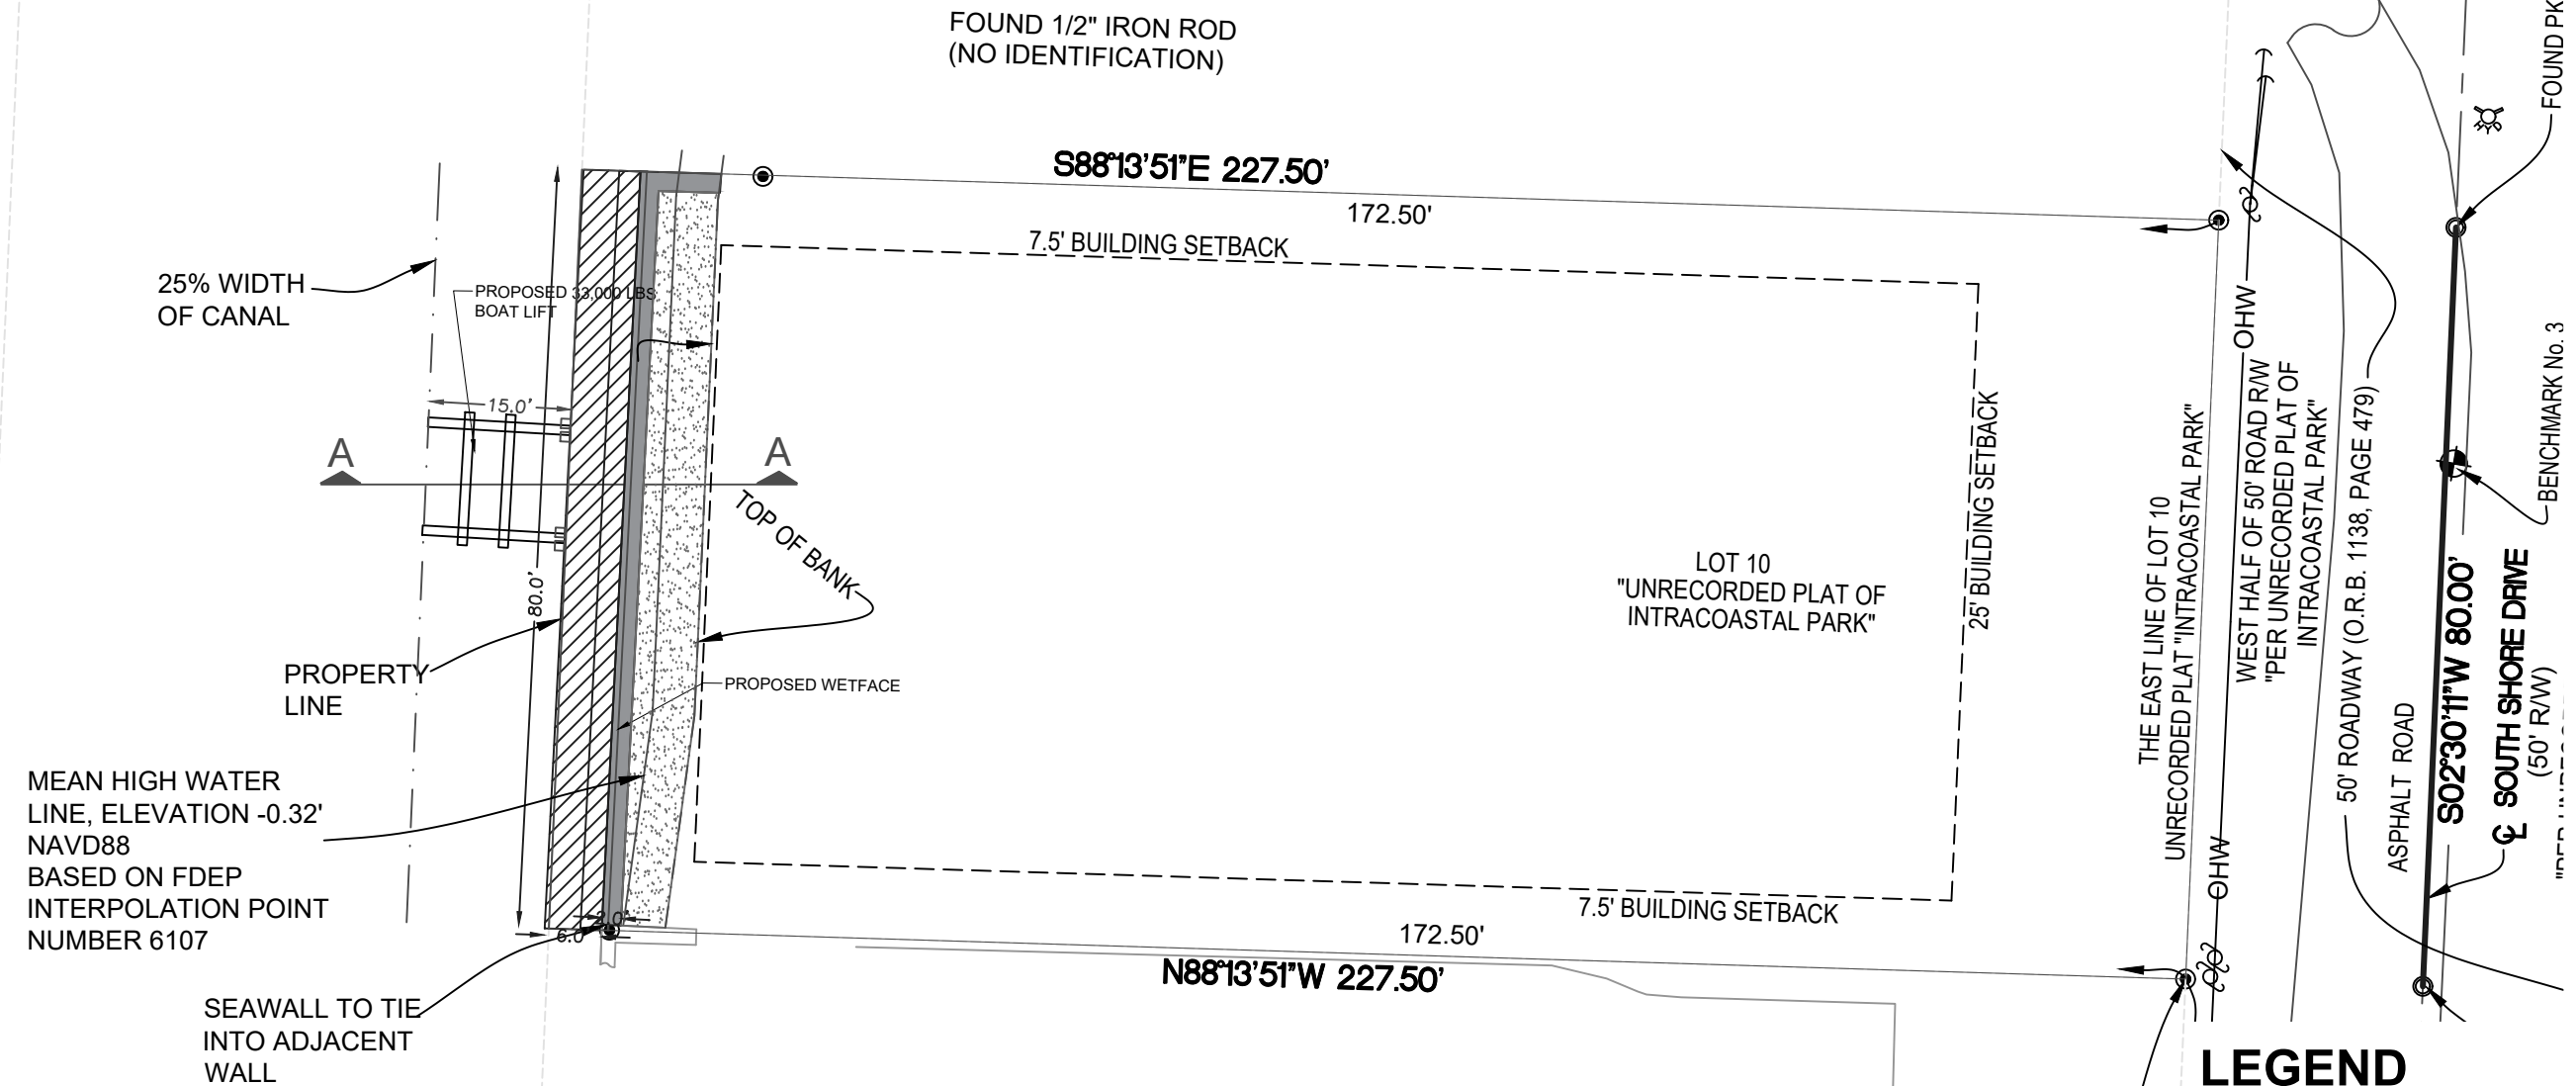 FOUND 1/2" IRON ROD
(NO IDENTIFICATION)
S88°13'51"E 227.50'
172.50'
7.5' BUILDING SETBACK
25% WIDTH
OF CANAL
PROPOSED 33,000 LBS
BOAT LIFT
15.0'
A
A
TOP OF BANK
80.0'
PROPERTY
LINE
PROPOSED WETFACE
MEAN HIGH WATER
LINE, ELEVATION -0.32'
NAVD88
BASED ON FDEP
INTERPOLATION POINT
NUMBER 6107
2.0'
6.0'
SEAWALL TO TIE
INTO ADJACENT
WALL
LOT 10
"UNRECORDED PLAT OF
INTRACOASTAL PARK"
25' BUILDING SETBACK
7.5' BUILDING SETBACK
172.50'
N88°13'51"W 227.50'
THE EAST LINE OF LOT 10
UNRECORDED PLAT "INTRACOASTAL PARK"
OHW
OHW
WEST HALF OF 50' ROAD R/W
"PER UNRECORDED PLAT OF
INTRACOASTAL PARK"
50' ROADWAY (O.R.B. 1138, PAGE 479)
ASPHALT ROAD
S02°30'11"W 80.00'
℄ SOUTH SHORE DRIVE
(50' R/W)
FOUND PK
BENCHMARK No. 3
LEGEND